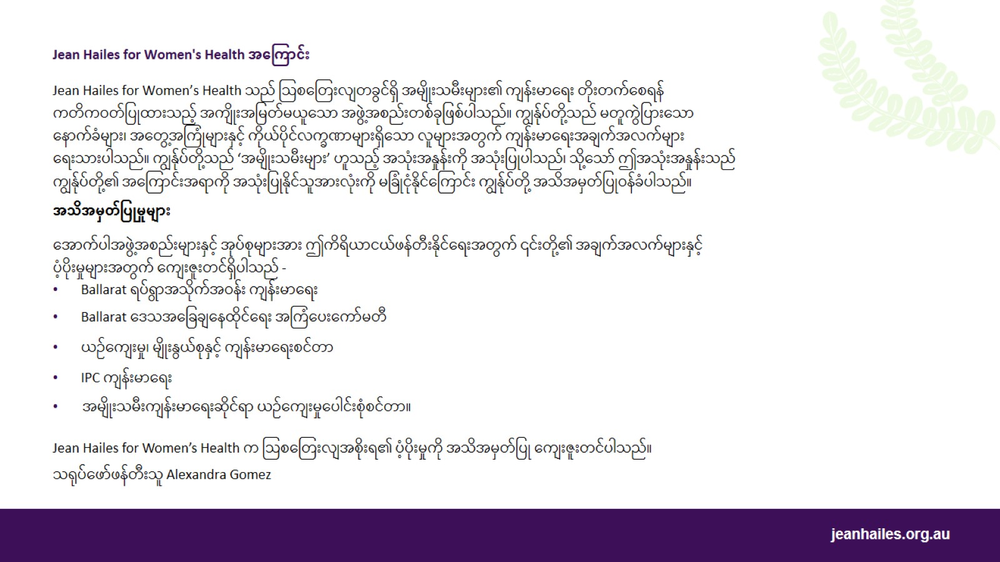 Jean Hailes for Women's Health အကြောင်း
Jean Hailes for Women’s Health သည် ဩစတြေးလျတခွင်ရှိ အမျိုးသမီးများ၏ ကျန်းမာရေး တိုးတက်စေရန်
ကတိကဝတ်ပြုထားသည့် အကျိုးအမြတ်မယူသော အဖွဲ့အစည်းတစ်ခုဖြစ်ပါသည်။ ကျွန်ုပ်တို့သည် မတူကွဲပြားသော
နောက်ခံများ၊ အတွေ့အကြုံများနှင့် ကိုယ်ပိုင်လက္ခဏာများရှိသော လူများအတွက် ကျန်းမာရေးအချက်အလက်များ
ရေးသားပါသည်။ ကျွန်ုပ်တို့သည် ‘အမျိုးသမီးများ’ ဟူသည့် အသုံးအနှုန်းကို အသုံးပြုပါသည်၊ သို့သော် ဤအသုံးအနှုန်းသည်
ကျွန်ုပ်တို့၏ အကြောင်းအရာကို အသုံးပြုနိုင်သူအားလုံးကို မခြုံငုံနိုင်ကြောင်း ကျွန်ုပ်တို့ အသိအမှတ်ပြုဝန်ခံပါသည်။
အသိအမှတ်ပြုမှုများ
အောက်ပါအဖွဲ့အစည်းများနှင့် အုပ်စုများအား ဤကိရိယာငယ်ဖန်တီးနိုင်ရေးအတွက် ၎င်းတို့၏ အချက်အလက်များနှင့်
ပံ့ပိုးမှုများအတွက် ကျေးဇူးတင်ရှိပါသည် -
• Ballarat ရပ်ရွာအသိုက်အဝန်း ကျန်းမာရေး
• Ballarat ဒေသအခြေချနေထိုင်ရေး အကြံပေးကော်မတီ
• ယဉ်ကျေးမှု၊ မျိုးနွယ်စုနှင့် ကျန်းမာရေးစင်တာ
• IPC ကျန်းမာရေး
• အမျိုးသမီးကျန်းမာရေးဆိုင်ရာ ယဉ်ကျေးမှုပေါင်းစုံစင်တာ။
Jean Hailes for Women’s Health က ဩစတြေးလျအစိုးရ၏ ပံ့ပိုးမှုကို အသိအမှတ်ပြု ကျေးဇူးတင်ပါသည်။
သရုပ်ဖော်ဖန်တီးသူ Alexandra Gomez
jeanhailes.org.au